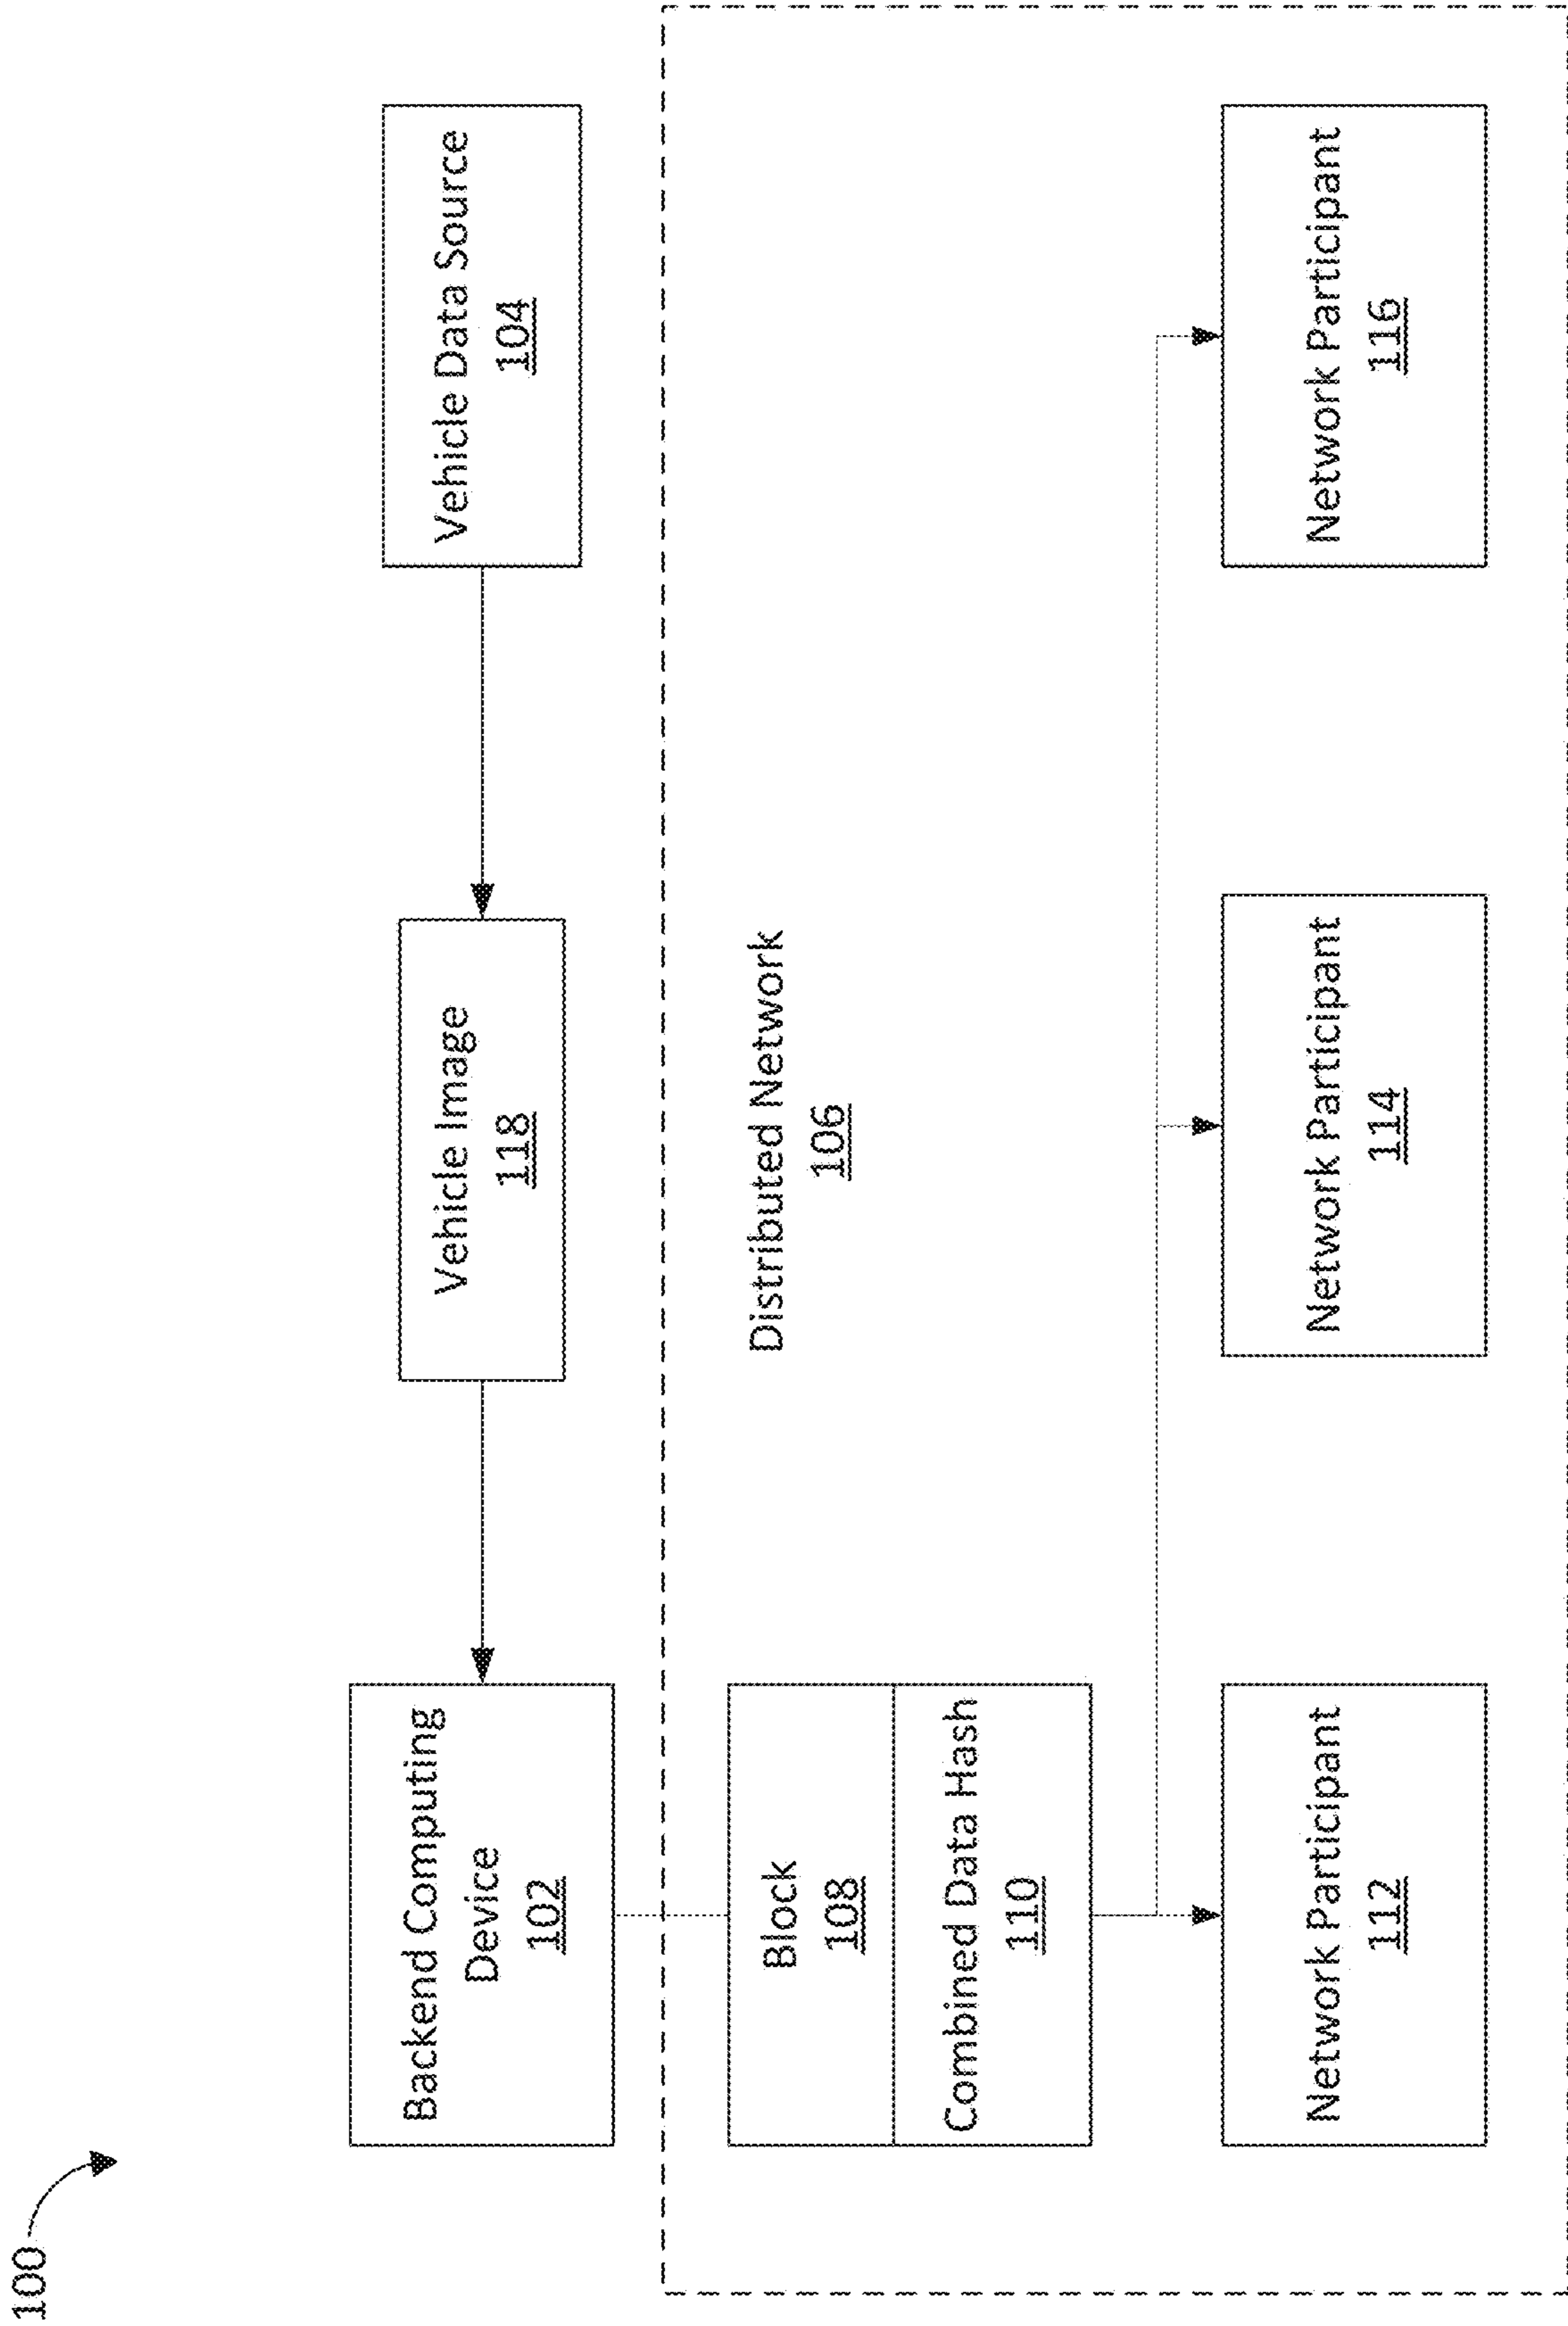 100
Backend Computing
Device
102
Vehicle Image
118
Vehicle Data Source
104
Distributed Network
106
Block
108
Combined Data Hash
110
Network Participant
112
Network Participant
114
Network Participant
116